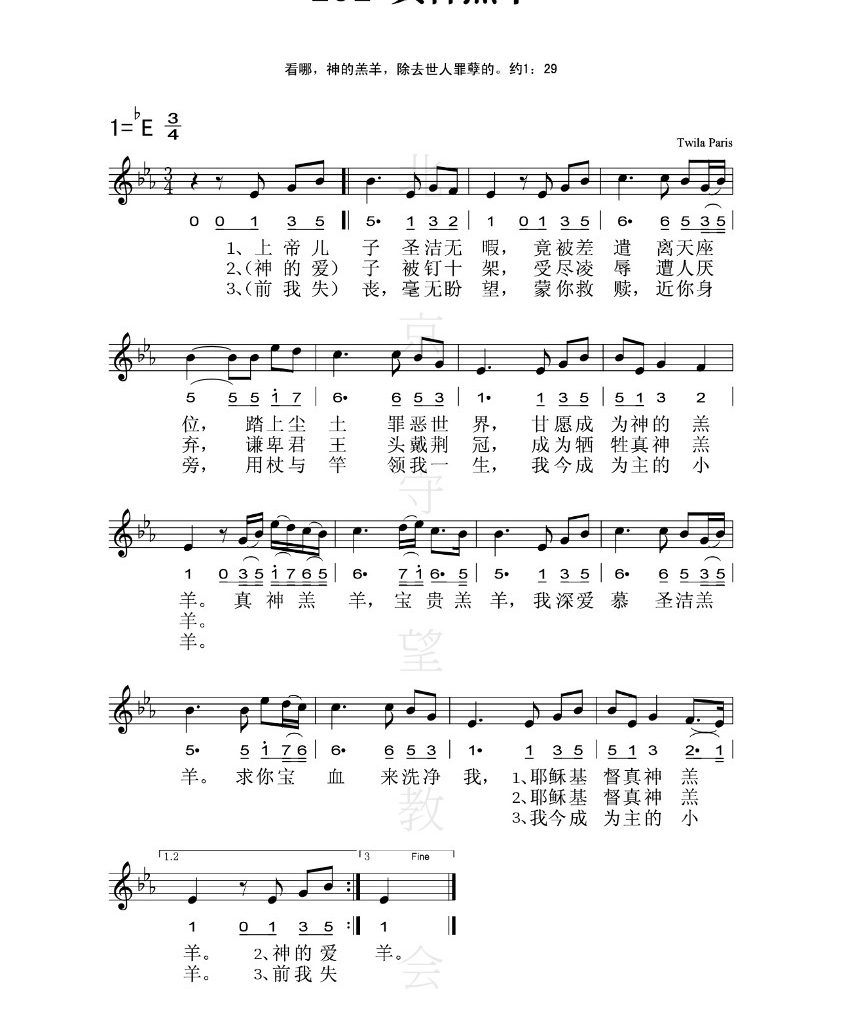 看哪，神的羔羊，除去世人罪孽的。约1：29
1=♭E 3/4
Twila Paris
0 0 1 3 5 ‖ 5· 1 3 2 | 1 0 1 3 5 | 6· 6 5 3 5
1、上帝儿 子 圣洁无 暇，竟被差 遣 离天座
2、（神的爱）子 被钉十 架，受尽凌 辱 遭人厌
3、（前我失）丧，毫无盼 望，蒙你救 赎，近你身
5 5 5 1 7 | 6· 6 5 3 | 1· 1 3 5 | 5 1 3 2
位， 踏上尘 土 罪恶世 界， 甘愿成 为神的 羔
弃， 谦卑君 王 头戴荆 冠， 成为牺 牲真神 羔
旁， 用杖与 竿 领我一 生， 我今成 为主的 小
1 0 3 5 1 7 6 5 | 6· 7 1 6· 5 | 5· 1 3 5 | 6· 6 5 3 5
羊。 真 神 羔 羊，宝 贵 羔 羊，我深爱 慕 圣洁羔
羊。
羊。
5· 5 1 7 6 | 6· 6 5 3 | 1· 1 3 5 | 5 1 3 2· 1
羊。 求你宝 血 来洗净 我， 1、耶稣基 督真神 羔
2、耶稣基 督真神 羔
3、我今成 为主的 小
1.2 3 Fine
1 0 1 3 5 :‖ 1 ‖
羊。 2、神的爱 羊。
羊。 3、前我失
北京守望教会